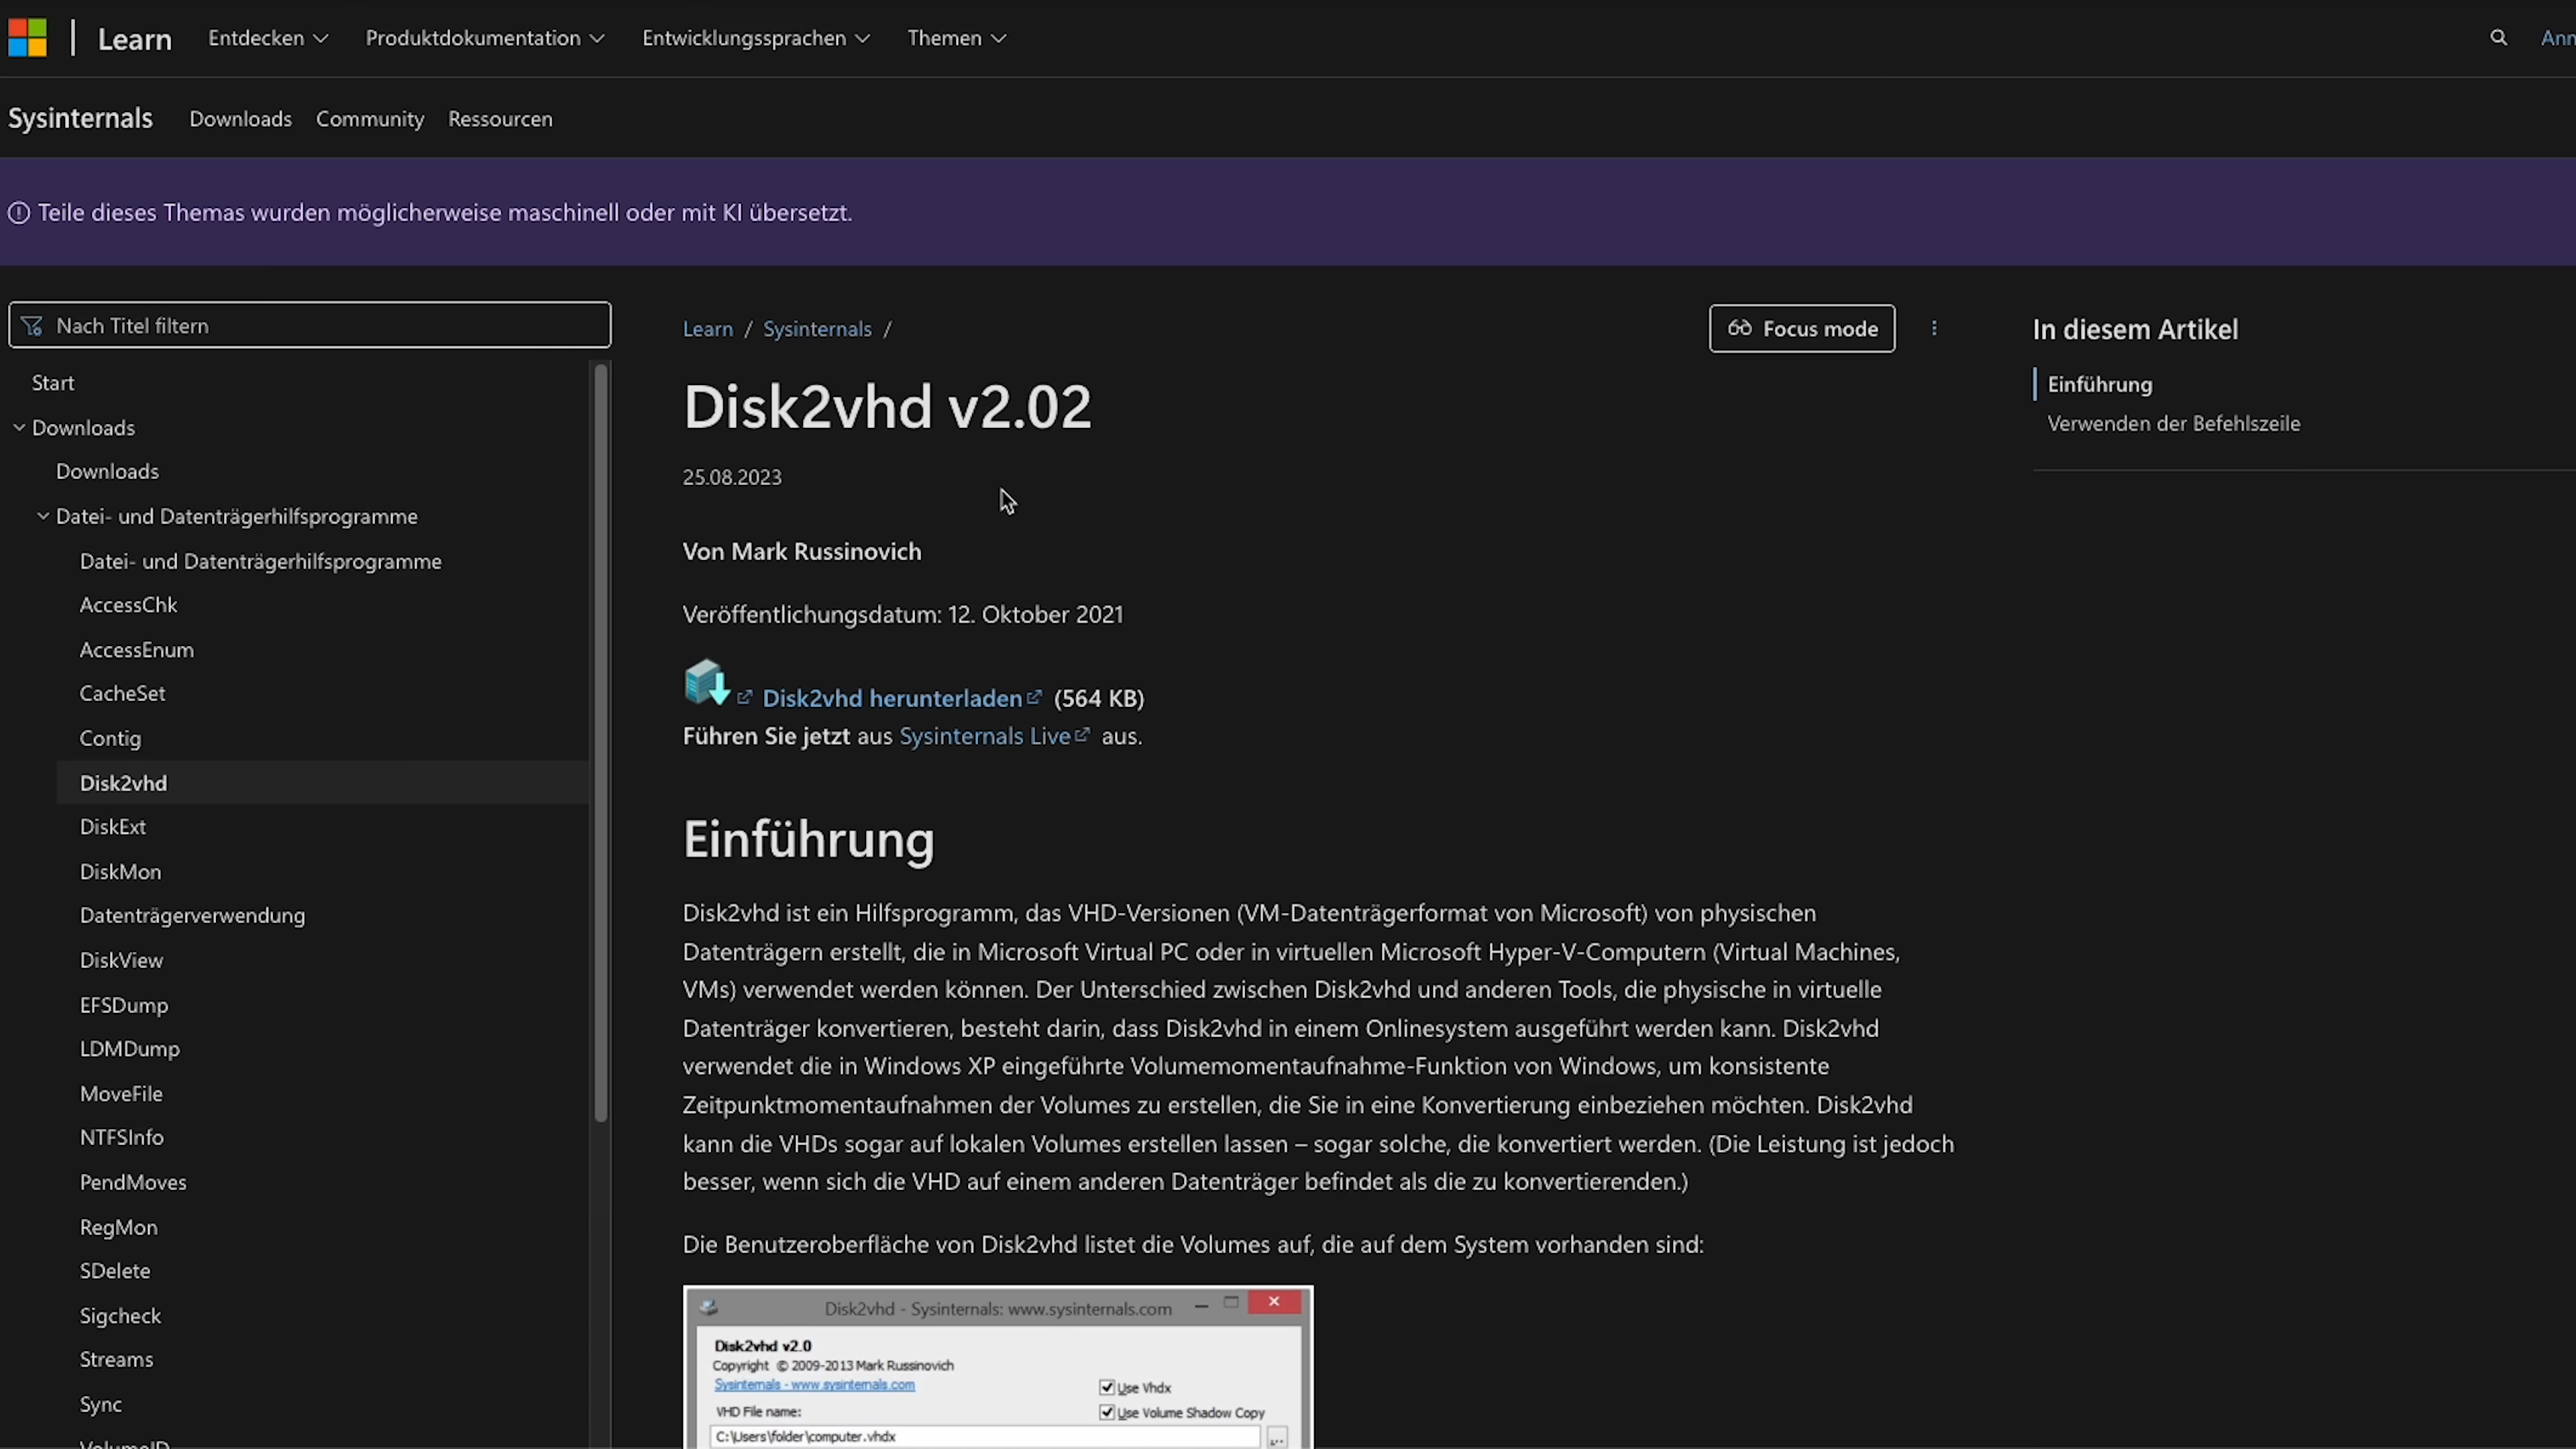 Learn Entdecken Produktdokumentation Entwicklungssprachen Themen
Sysinternals Downloads Community Ressourcen
Teile dieses Themas wurden möglicherweise maschinell oder mit KI übersetzt.
Nach Titel filtern
Start
Downloads
Downloads
Datei- und Datenträgerhilfsprogramme
Datei- und Datenträgerhilfsprogramme
AccessChk
AccessEnum
CacheSet
Contig
Disk2vhd
DiskExt
DiskMon
Datenträgerverwendung
DiskView
EFSDump
LDMDump
MoveFile
NTFSInfo
PendMoves
RegMon
SDelete
Sigcheck
Streams
Sync
VolumeID
Learn / Sysinternals /
Focus mode
Disk2vhd v2.02
25.08.2023
Von Mark Russinovich
Veröffentlichungsdatum: 12. Oktober 2021
Disk2vhd herunterladen (564 KB)
Führen Sie jetzt aus Sysinternals Live aus.
Einführung
Disk2vhd ist ein Hilfsprogramm, das VHD-Versionen (VM-Datenträgerformat von Microsoft) von physischen
Datenträgern erstellt, die in Microsoft Virtual PC oder in virtuellen Microsoft Hyper-V-Computern (Virtual Machines,
VMs) verwendet werden können. Der Unterschied zwischen Disk2vhd und anderen Tools, die physische in virtuelle
Datenträger konvertieren, besteht darin, dass Disk2vhd in einem Onlinesystem ausgeführt werden kann. Disk2vhd
verwendet die in Windows XP eingeführte Volumemomentaufnahme-Funktion von Windows, um konsistente
Zeitpunktmomentaufnahmen der Volumes zu erstellen, die Sie in eine Konvertierung einbeziehen möchten. Disk2vhd
kann die VHDs sogar auf lokalen Volumes erstellen lassen – sogar solche, die konvertiert werden. (Die Leistung ist jedoch
besser, wenn sich die VHD auf einem anderen Datenträger befindet als die zu konvertierenden.)
Die Benutzeroberfläche von Disk2vhd listet die Volumes auf, die auf dem System vorhanden sind:
Disk2vhd - Sysinternals: www.sysinternals.com
Disk2vhd v2.0
Copyright © 2009-2013 Mark Russinovich
Sysinternals - www.sysinternals.com
Use Vhdx
VHD File name:
Use Volume Shadow Copy
C:\Users\folder\computer.vhdx
...
In diesem Artikel
Einführung
Verwenden der Befehlszeile